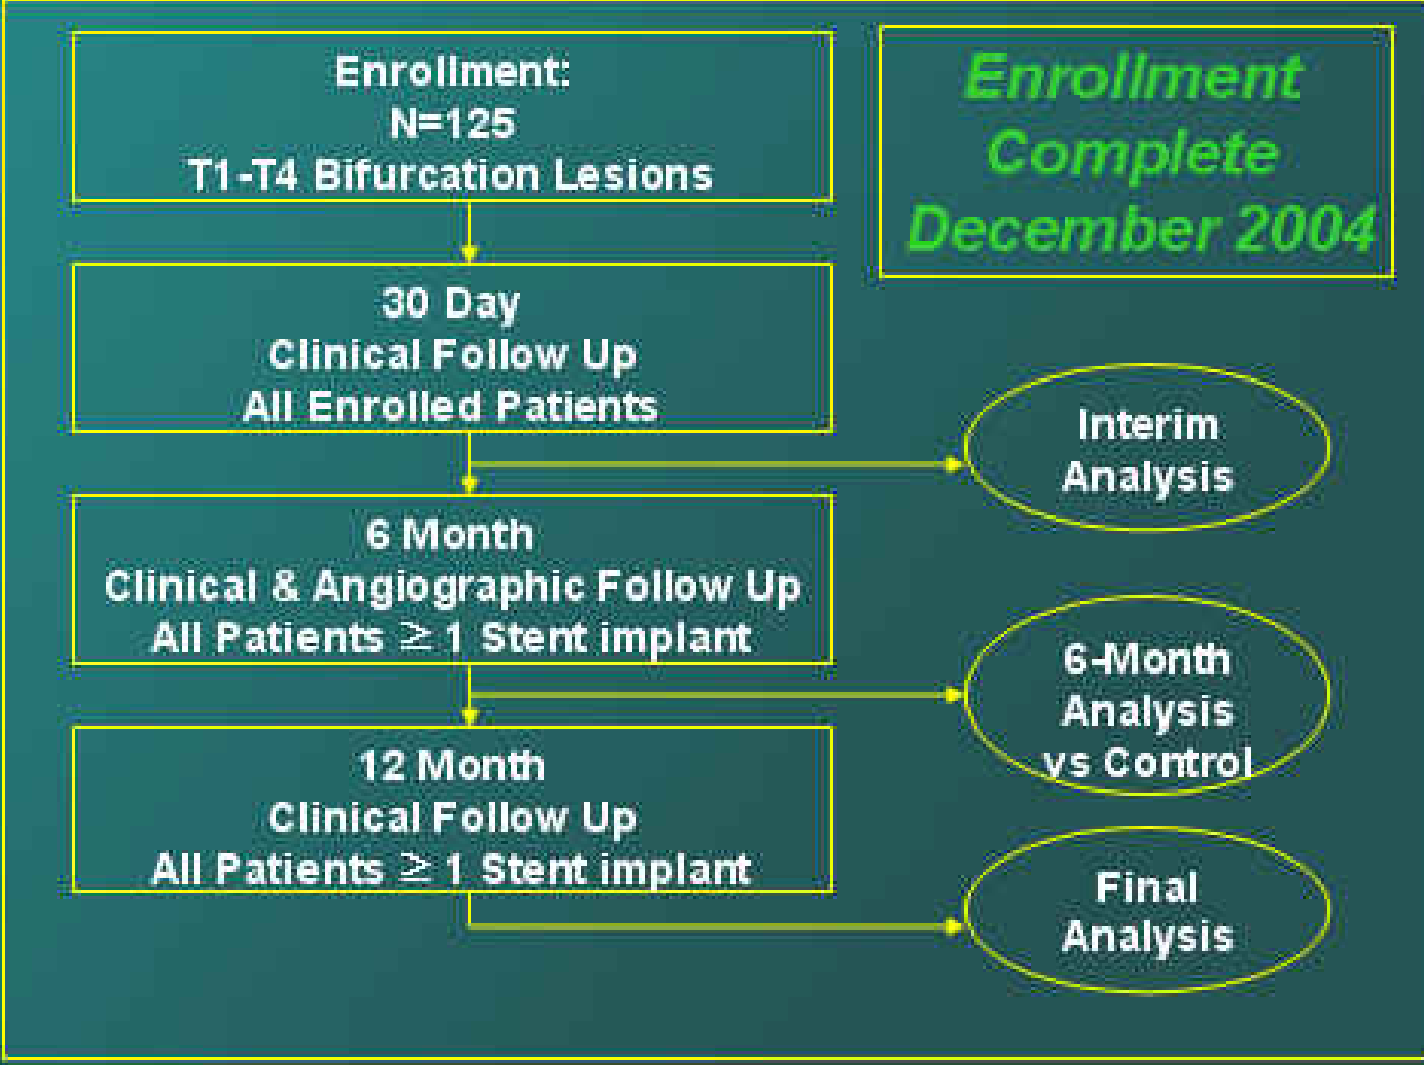 Enrollment:
N=125
T1-T4 Bifurcation Lesions
Enrollment
Complete
December 2004
30 Day
Clinical Follow Up
All Enrolled Patients
Interim
Analysis
6 Month
Clinical & Angiographic Follow Up
All Patients ≥ 1 Stent implant
6-Month
Analysis
vs Control
12 Month
Clinical Follow Up
All Patients ≥ 1 Stent implant
Final
Analysis